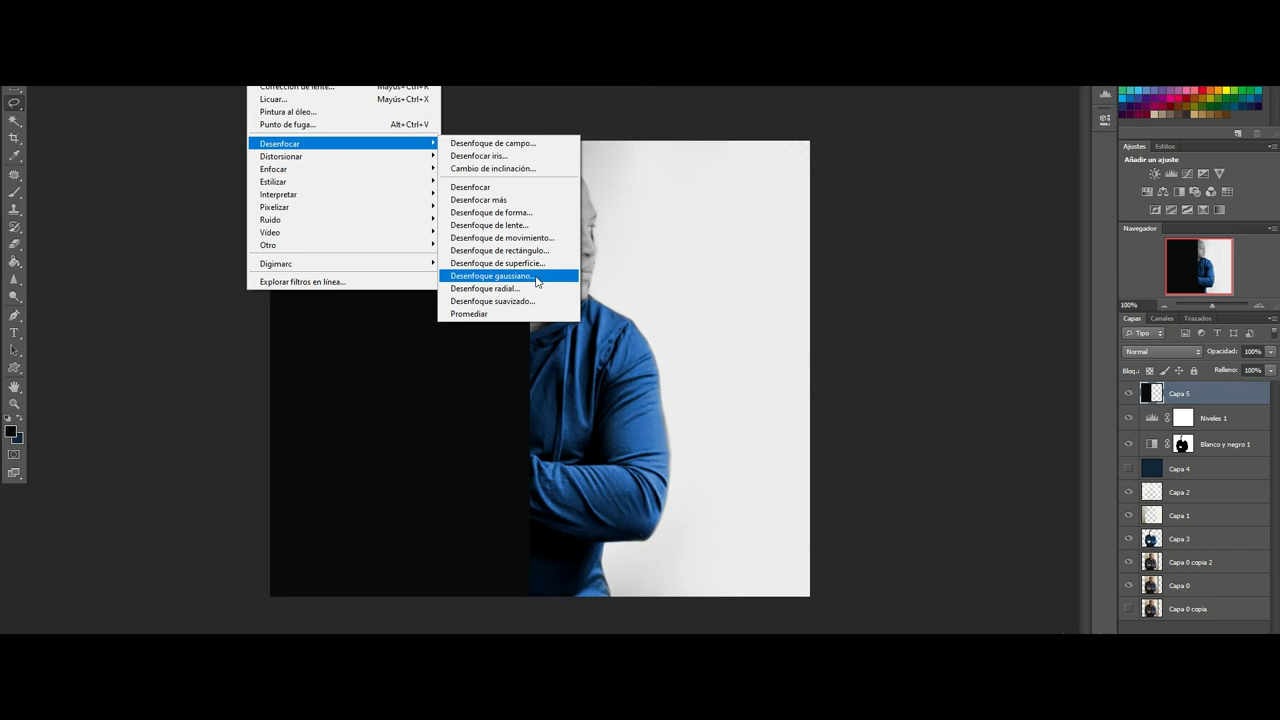 Corrección de lente... Mayús+Ctrl+R
Licuar... Mayús+Ctrl+X
Pintura al óleo...
Punto de fuga... Alt+Ctrl+V
Desenfocar
Distorsionar
Enfocar
Estilizar
Interpretar
Pixelizar
Ruido
Vídeo
Otro
Digimarc
Explorar filtros en línea...
Desenfoque de campo...
Desenfocar iris...
Cambio de inclinación...
Desenfocar
Desenfocar más
Desenfoque de forma...
Desenfoque de lente...
Desenfoque de movimiento...
Desenfoque de rectángulo...
Desenfoque de superficie...
Desenfoque gaussiano...
Desenfoque radial...
Desenfoque suavizado...
Promediar
Ajustes Estilos
Añadir un ajuste
Navegador
100%
Capas Canales Trazados
Tipo
Normal Opacidad: 100%
Bloq.: Relleno: 100%
Capa 5
Niveles 1
Blanco y negro 1
Capa 4
Capa 2
Capa 1
Capa 3
Capa 0 copia 2
Capa 0
Capa 0 copia